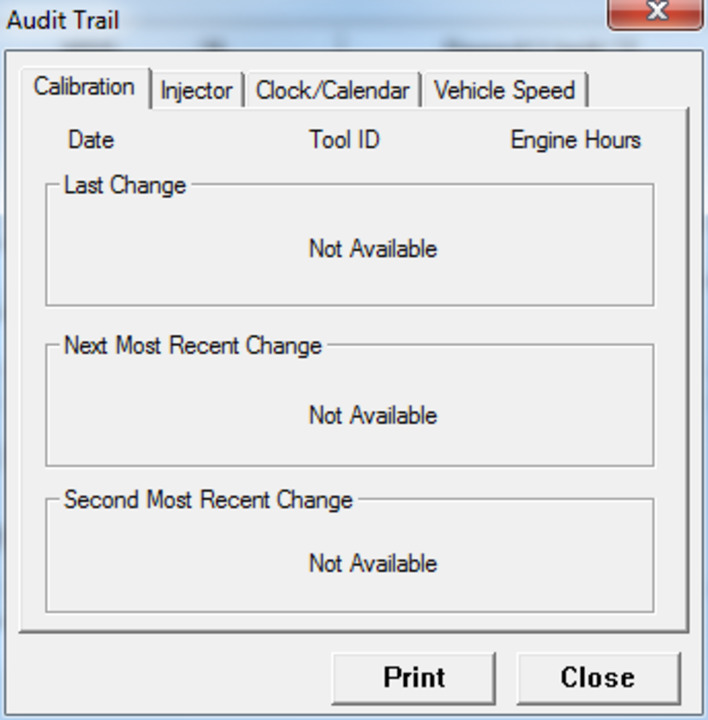 Audit Trail
Calibration Injector Clock/Calendar Vehicle Speed
Date Tool ID Engine Hours
Last Change
Not Available
Next Most Recent Change
Not Available
Second Most Recent Change
Not Available
Print Close